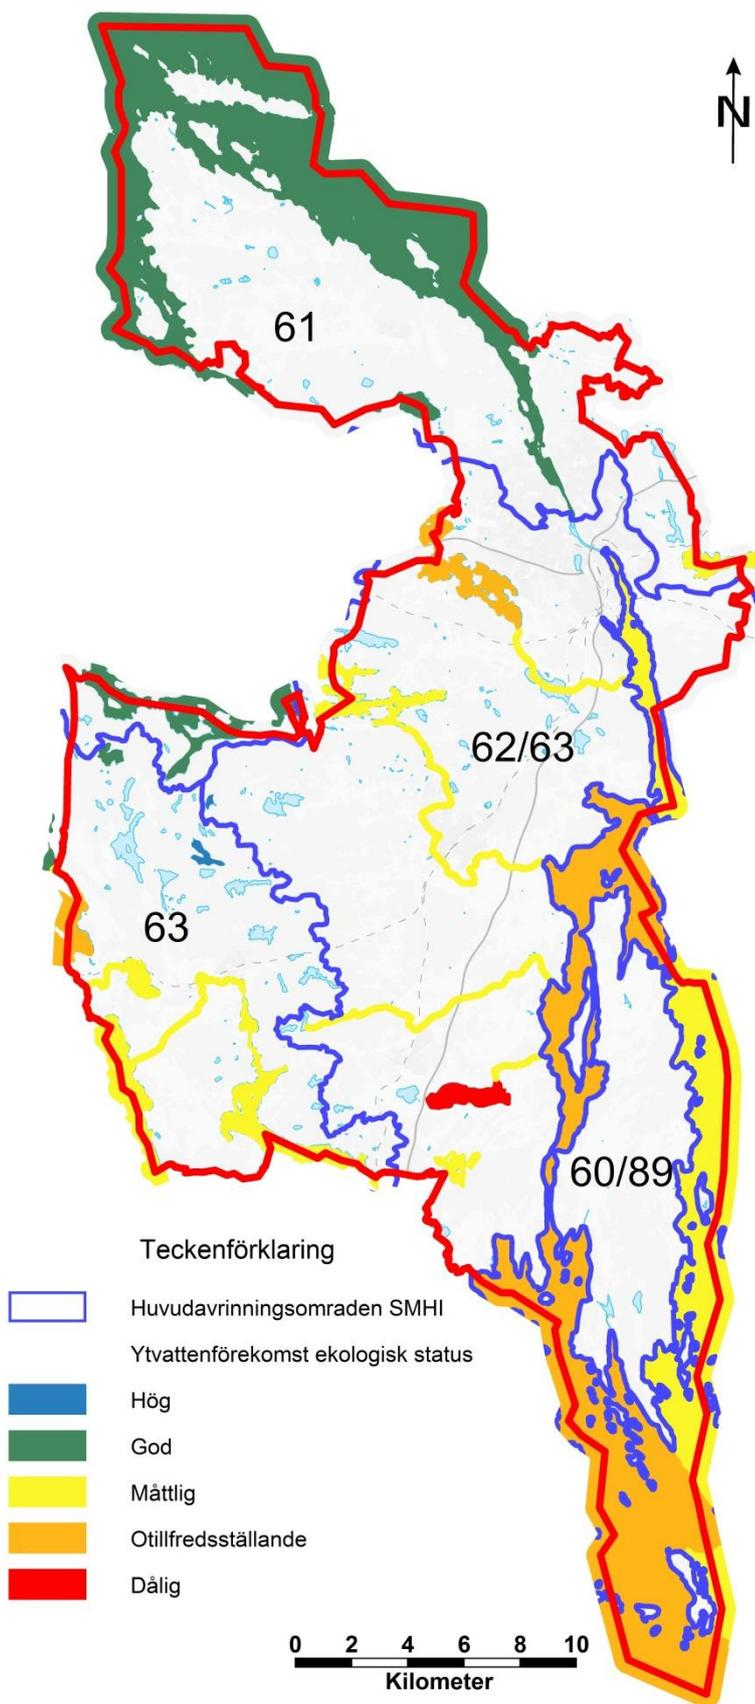 N
61
62/63
63
60/89
Teckenförklaring
Huvudavrinningsomraden SMHI
Ytvattenförekomst ekologisk status
Hög
God
Måttlig
Otillfredsställande
Dålig
0 2 4 6 8 10
Kilometer